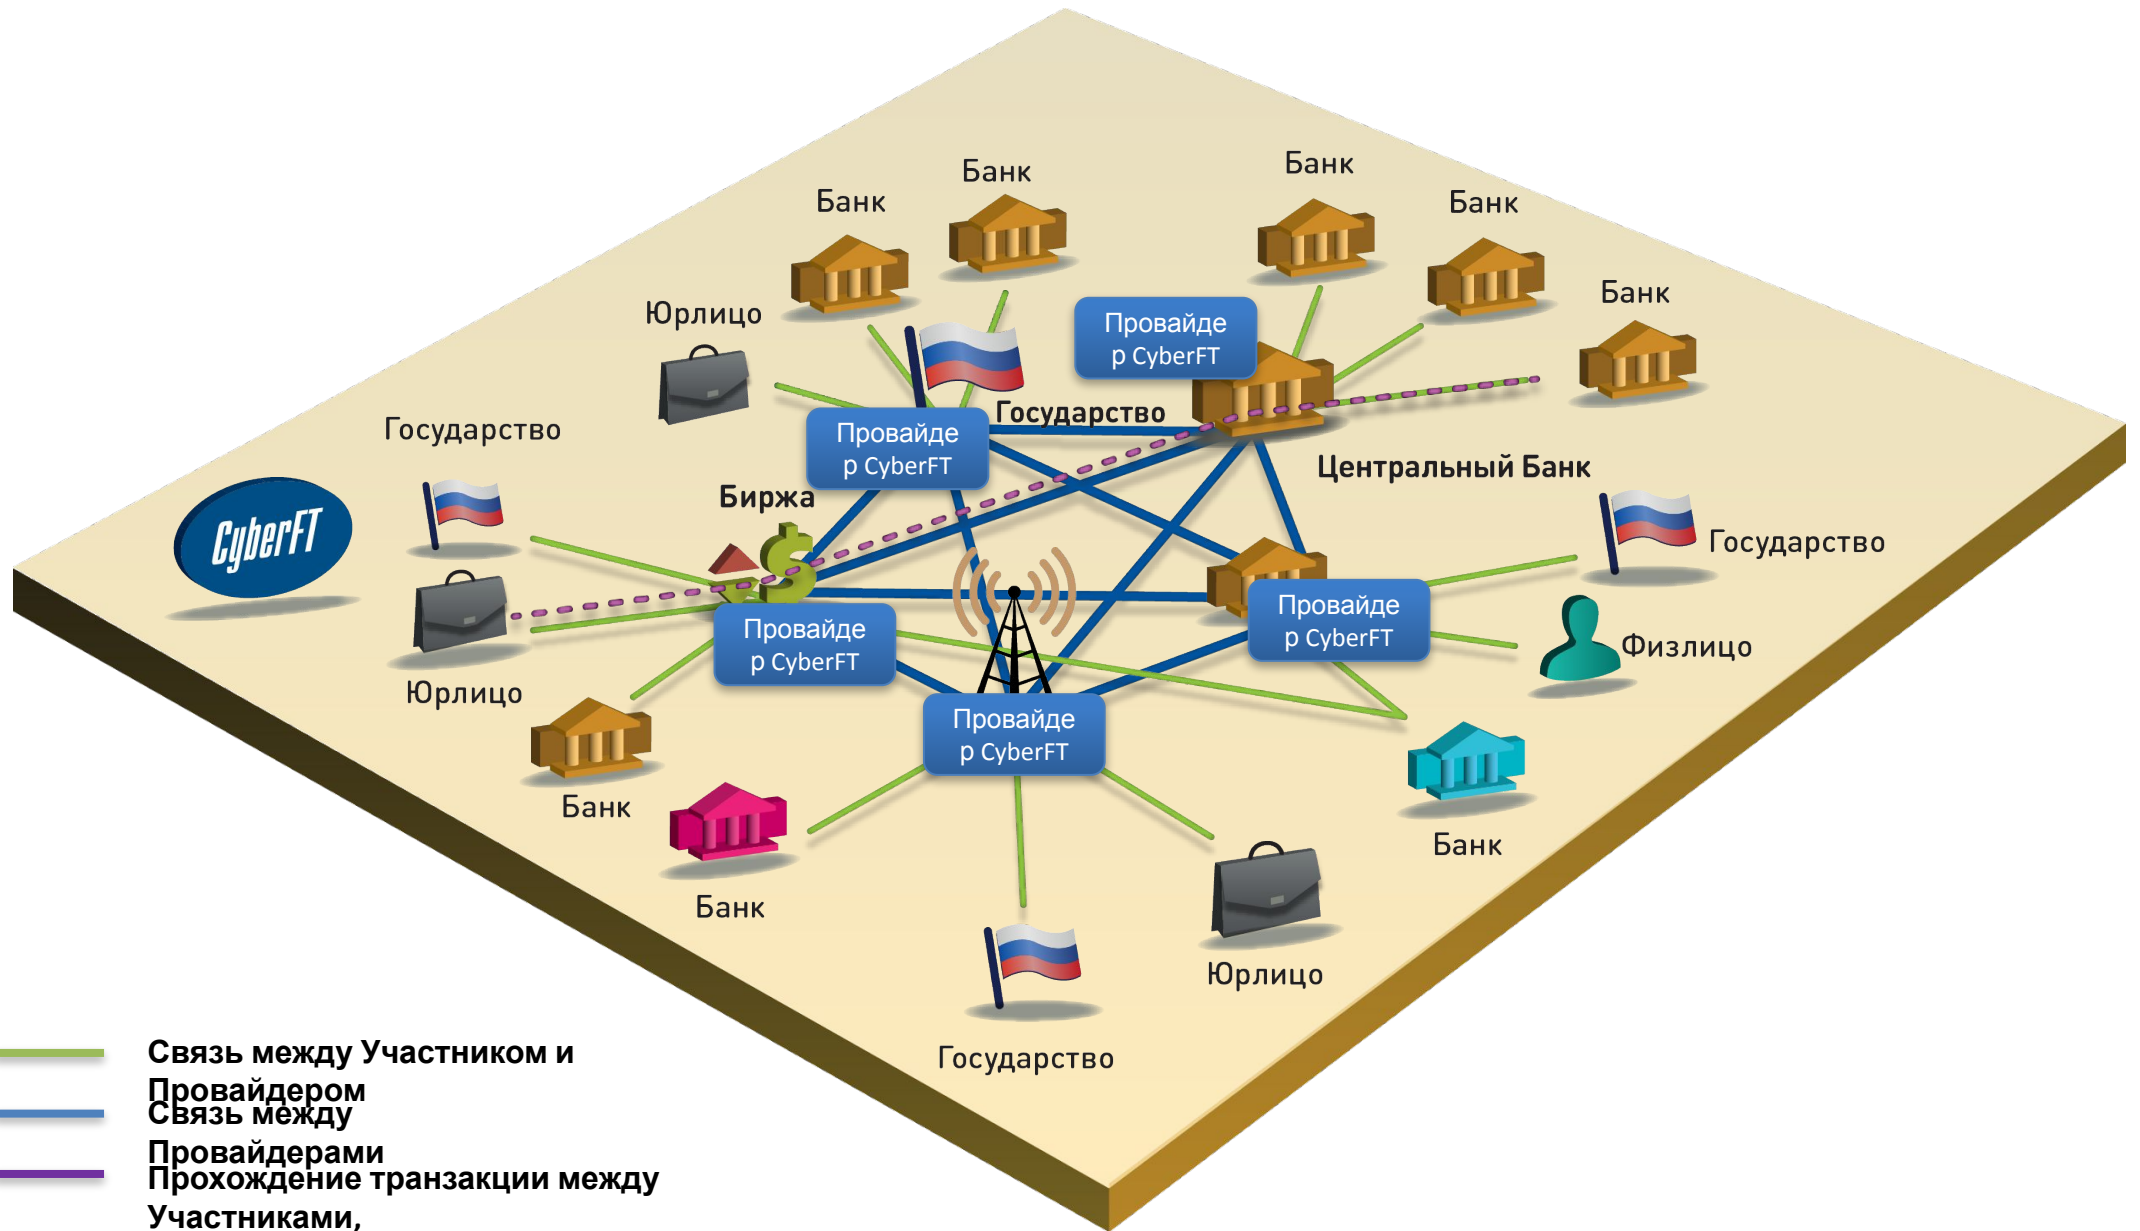 Банк
Банк
Банк
Банк
Банк
Юрлицо
Провайде
р CyberFT
Государство
Государство
Провайде
р CyberFT
Центральный Банк
Биржа
CyberFT
Государство
Провайде
р CyberFT
Провайде
р CyberFT
Физлицо
Юрлицо
Провайде
р CyberFT
Банк
Банк
Банк
Юрлицо
Государство
Связь между Участником и
Провайдером
Связь между
Провайдерами
Прохождение транзакции между
Участниками,